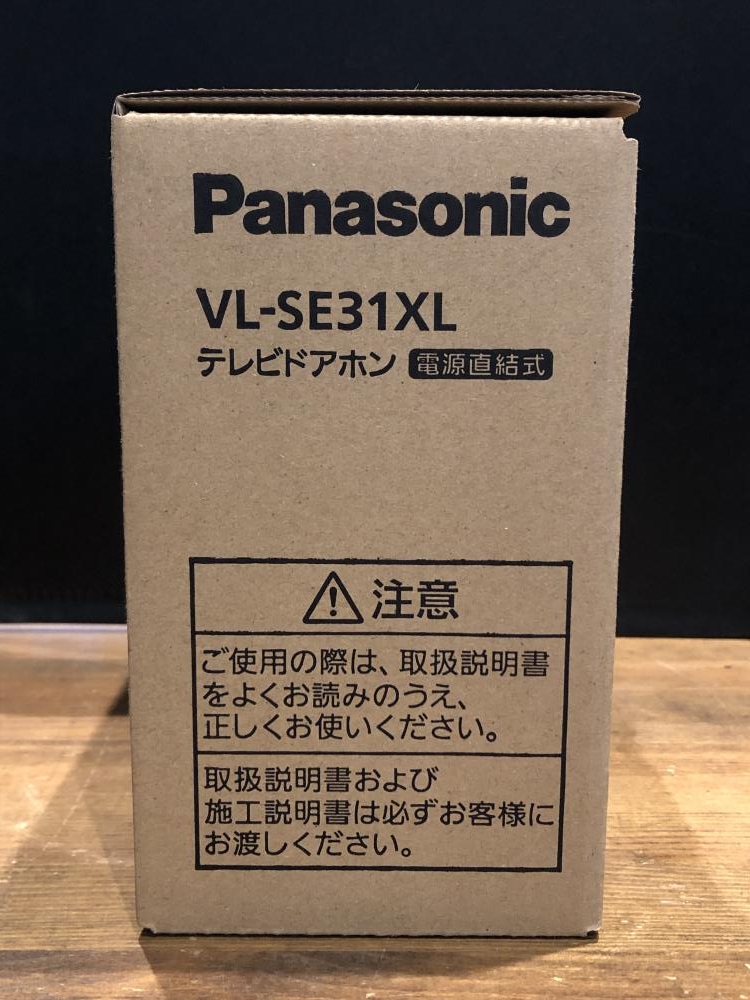 Panasonic
VL-SE31XL
テレビドアホン 電源直結式
注意
ご使用の際は、取扱説明書
をよくお読みのうえ、
正しくお使いください。
取扱説明書および
施工説明書は必ずお客様に
お渡しください。